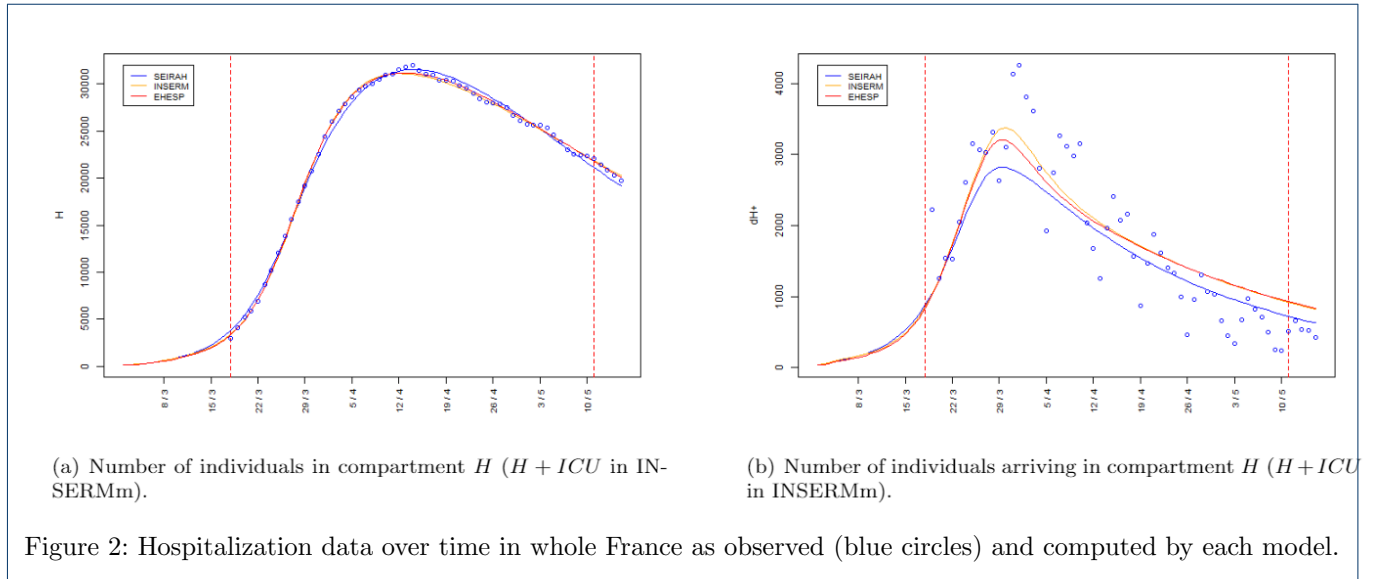 SEIRAH
INSERM
EHESP
H
0
5000
10000
15000
20000
25000
30000
8 / 3
15 / 3
22 / 3
29 / 3
5 / 4
12 / 4
19 / 4
26 / 4
3 / 5
10 / 5
(a) Number of individuals in compartment H (H + ICU in IN-
SERMm).
SEIRAH
INSERM
EHESP
dH+
0
1000
2000
3000
4000
8 / 3
15 / 3
22 / 3
29 / 3
5 / 4
12 / 4
19 / 4
26 / 4
3 / 5
10 / 5
(b) Number of individuals arriving in compartment H (H + ICU
in INSERMm).
Figure 2: Hospitalization data over time in whole France as observed (blue circles) and computed by each model.